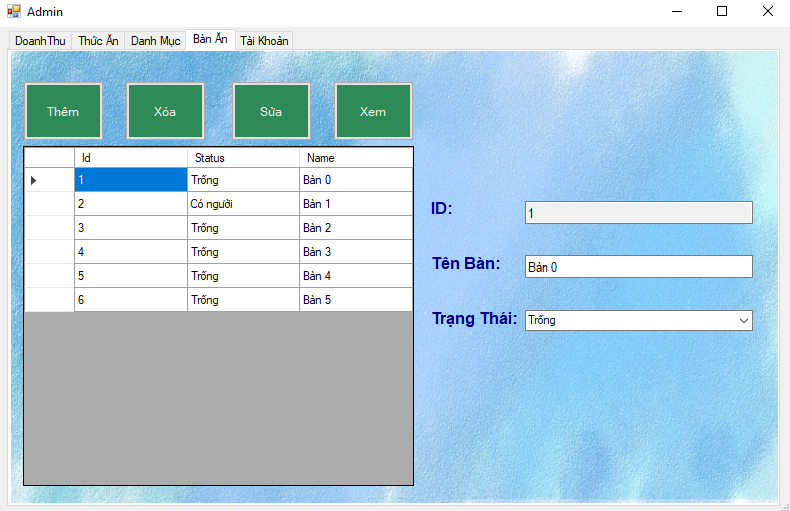 Admin
DoanhThu Thức Ăn Danh Mục Bàn Ăn Tài Khoản
Thêm Xóa Sửa Xem
Id Status Name
1 Trống Bàn 0
2 Có người Bàn 1
3 Trống Bàn 2
4 Trống Bàn 3
5 Trống Bàn 4
6 Trống Bàn 5
ID: 1
Tên Bàn: Bàn 0
Trạng Thái: Trống